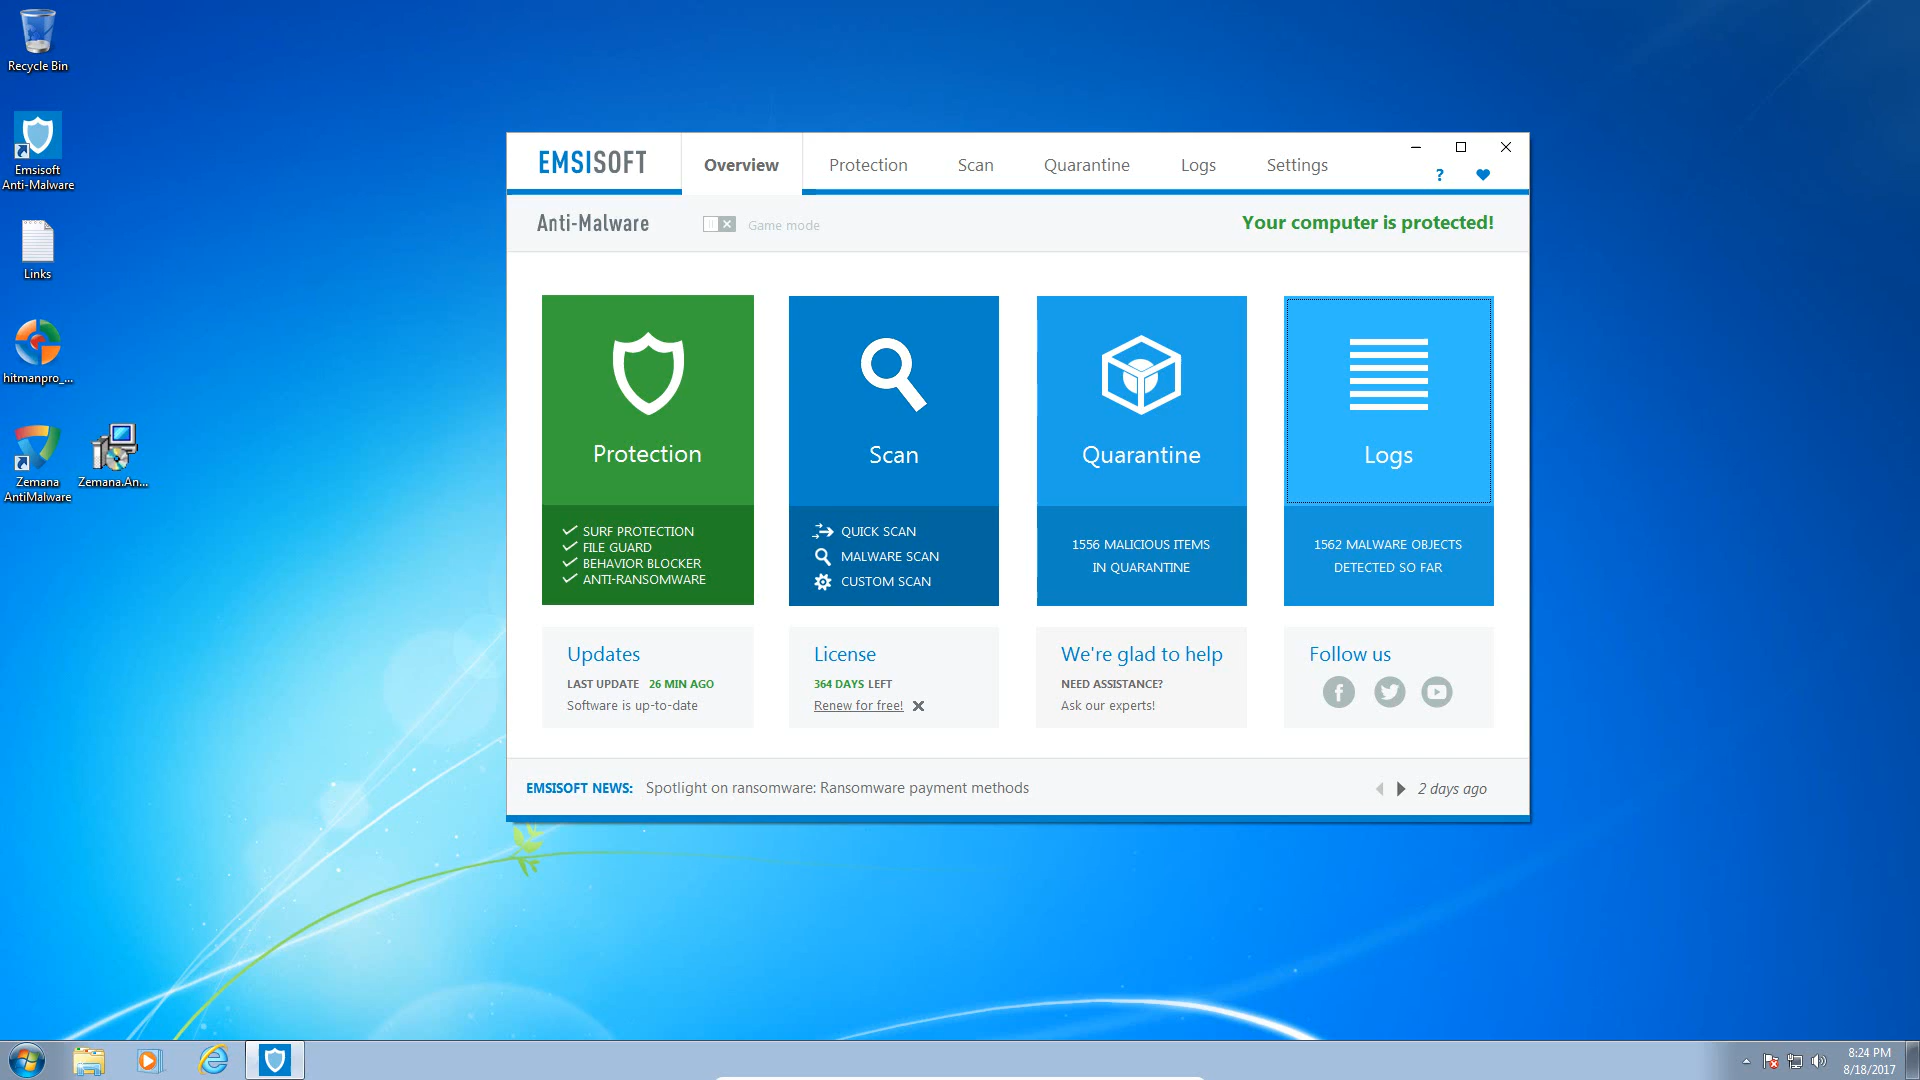 Recycle Bin
Emsisoft
Anti-Malware
Links
hitmanpro_...
Zemana
AntiMalware
Zemana.An...
EMSISOFT
Overview
Protection
Scan
Quarantine
Logs
Settings
?
Anti-Malware
Game mode
Your computer is protected!
Protection
SURF PROTECTION
FILE GUARD
BEHAVIOR BLOCKER
ANTI-RANSOMWARE
Scan
QUICK SCAN
MALWARE SCAN
CUSTOM SCAN
Quarantine
1556 MALICIOUS ITEMS
IN QUARANTINE
Logs
1562 MALWARE OBJECTS
DETECTED SO FAR
Updates
LAST UPDATE 26 MIN AGO
Software is up-to-date
License
364 DAYS LEFT
Renew for free!
We're glad to help
NEED ASSISTANCE?
Ask our experts!
Follow us
EMSISOFT NEWS: Spotlight on ransomware: Ransomware payment methods
2 days ago
8:24 PM
8/18/2017